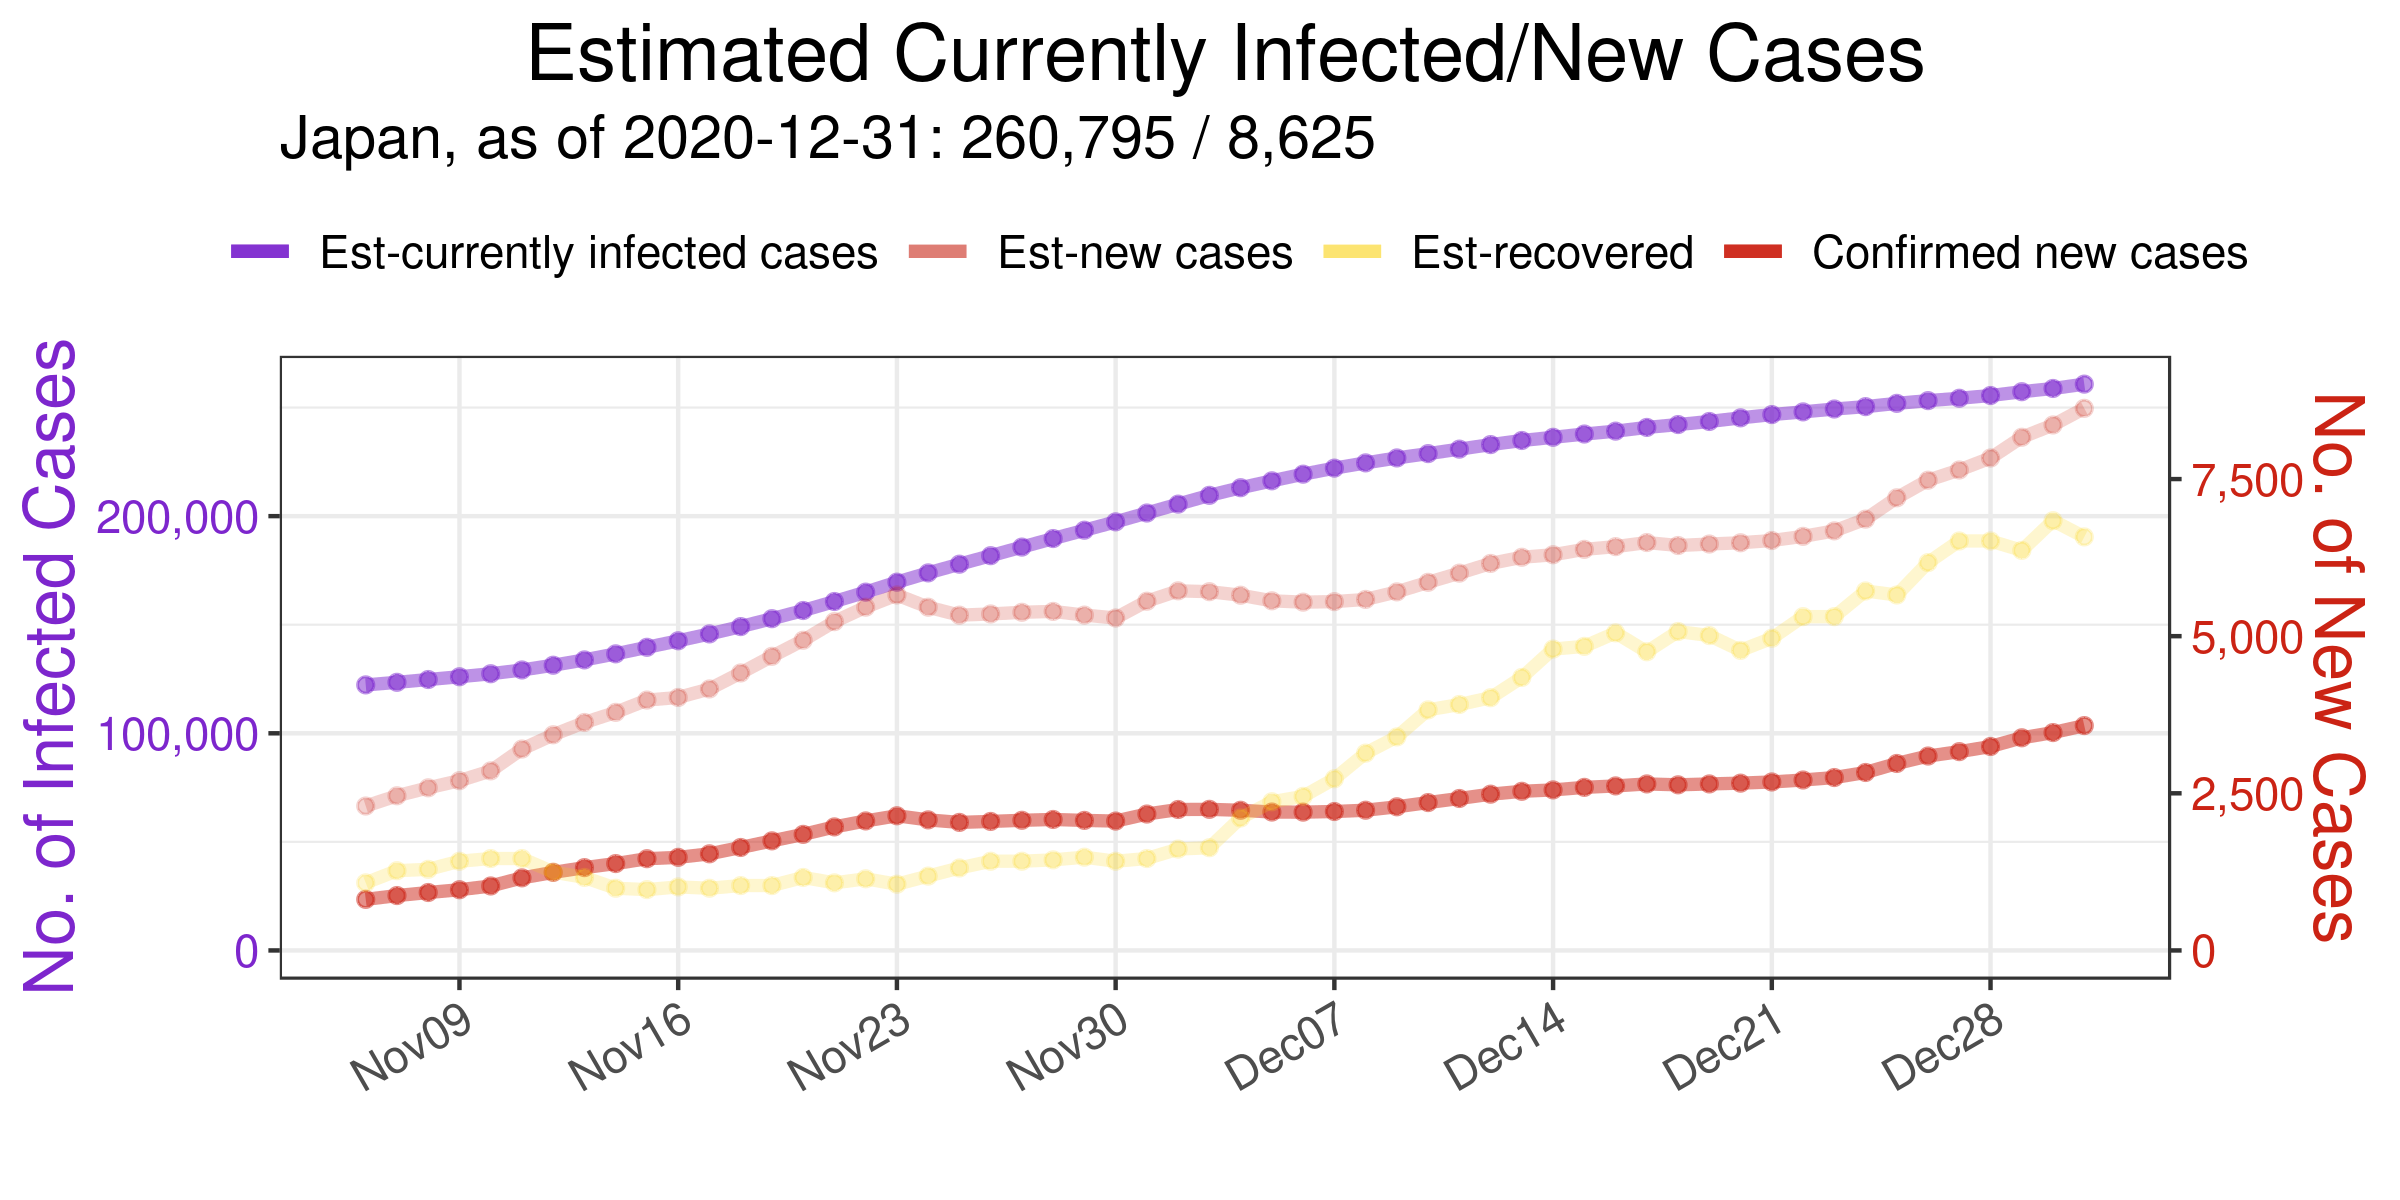 Estimated Currently Infected/New Cases
Japan, as of 2020-12-31: 260,795 / 8,625
Est-currently infected cases Est-new cases Est-recovered Confirmed new cases
No. of Infected Cases
200,000
100,000
0
7,500
5,000
2,500
0
No. of New Cases
Nov09 Nov16 Nov23 Nov30 Dec07 Dec14 Dec21 Dec28